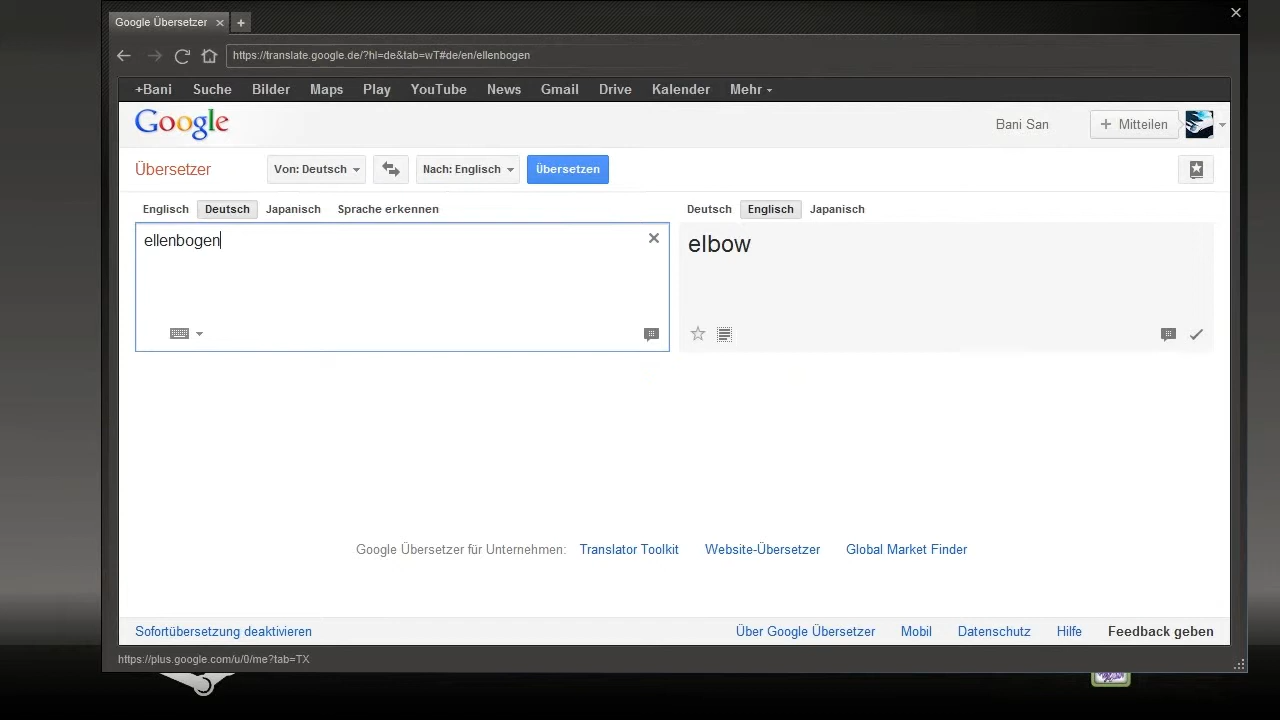 Google Übersetzer
https://translate.google.de/?hl=de&tab=wT#de/en/ellenbogen
+Bani Suche Bilder Maps Play YouTube News Gmail Drive Kalender Mehr
Google Bani San + Mitteilen
Übersetzer Von: Deutsch Nach: Englisch Übersetzen
Englisch Deutsch Japanisch Sprache erkennen Deutsch Englisch Japanisch
ellenbogen elbow
Google Übersetzer für Unternehmen: Translator Toolkit Website-Übersetzer Global Market Finder
Sofortübersetzung deaktivieren Über Google Übersetzer Mobil Datenschutz Hilfe Feedback geben
https://plus.google.com/u/0/me?tab=TX